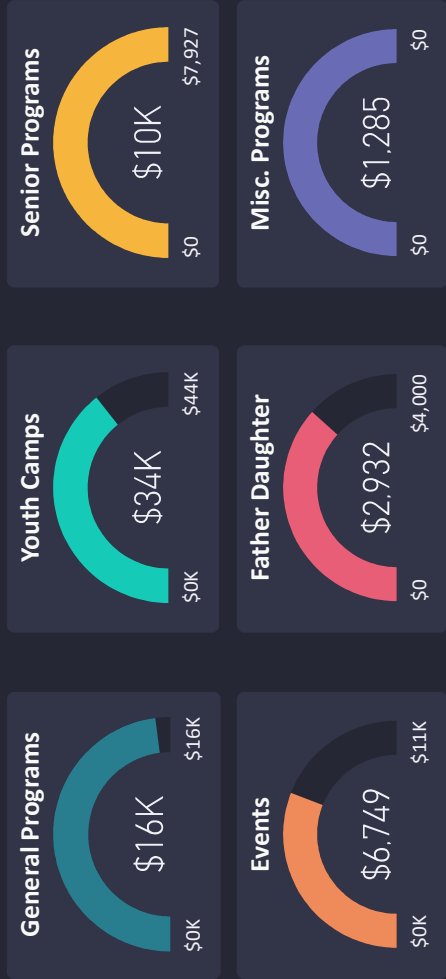 General Programs
$16K
$0K
$16K
Youth Camps
$34K
$0K
$44K
Senior Programs
$10K
$0
$7,927
Events
$6,749
$0K
$11K
Father Daughter
$2,932
$0
$4,000
Misc. Programs
$1,285
$0
$0